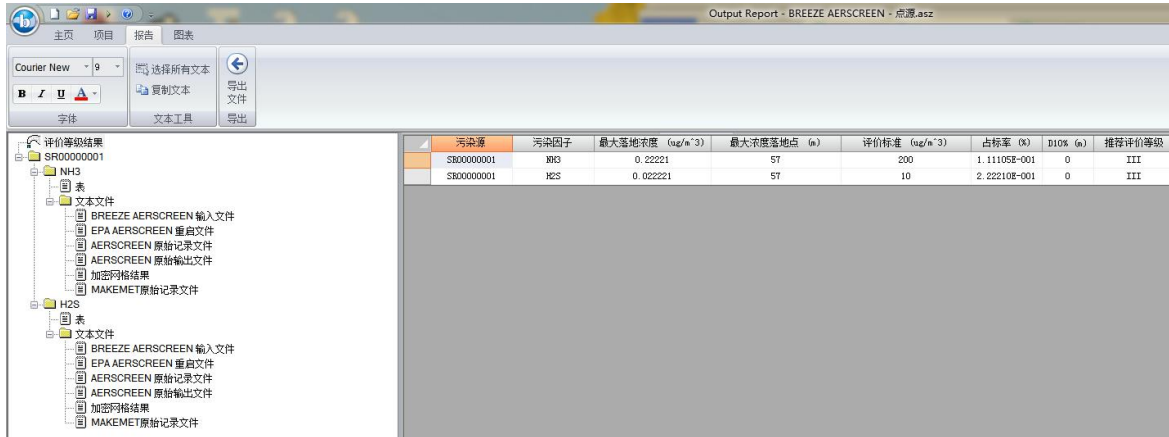 Output Report - BREEZE AERSCREEN - 点源.asz
主页 项目 报告 图表
Courier New 9
选择所有文本
复制文本
B I U A
导出文件
字体 文本工具 导出
评价等级结果
SR00000001
NH3
表
文本文件
BREEZE AERSCREEN 输入文件
EPA AERSCREEN 重启文件
AERSCREEN 原始记录文件
AERSCREEN 原始输出文件
加密网格结果
MAKEMET原始记录文件
H2S
表
文本文件
BREEZE AERSCREEN 输入文件
EPA AERSCREEN 重启文件
AERSCREEN 原始记录文件
AERSCREEN 原始输出文件
加密网格结果
MAKEMET原始记录文件
污染源 污染因子 最大落地浓度 (ug/m^3) 最大浓度落地点 (m) 评价标准 (ug/m^3) 占标率 (%) D10% (m) 推荐评价等级
SR00000001 NH3 0.22221 57 200 1.11105E-001 0 III
SR00000001 H2S 0.022221 57 10 2.22210E-001 0 III